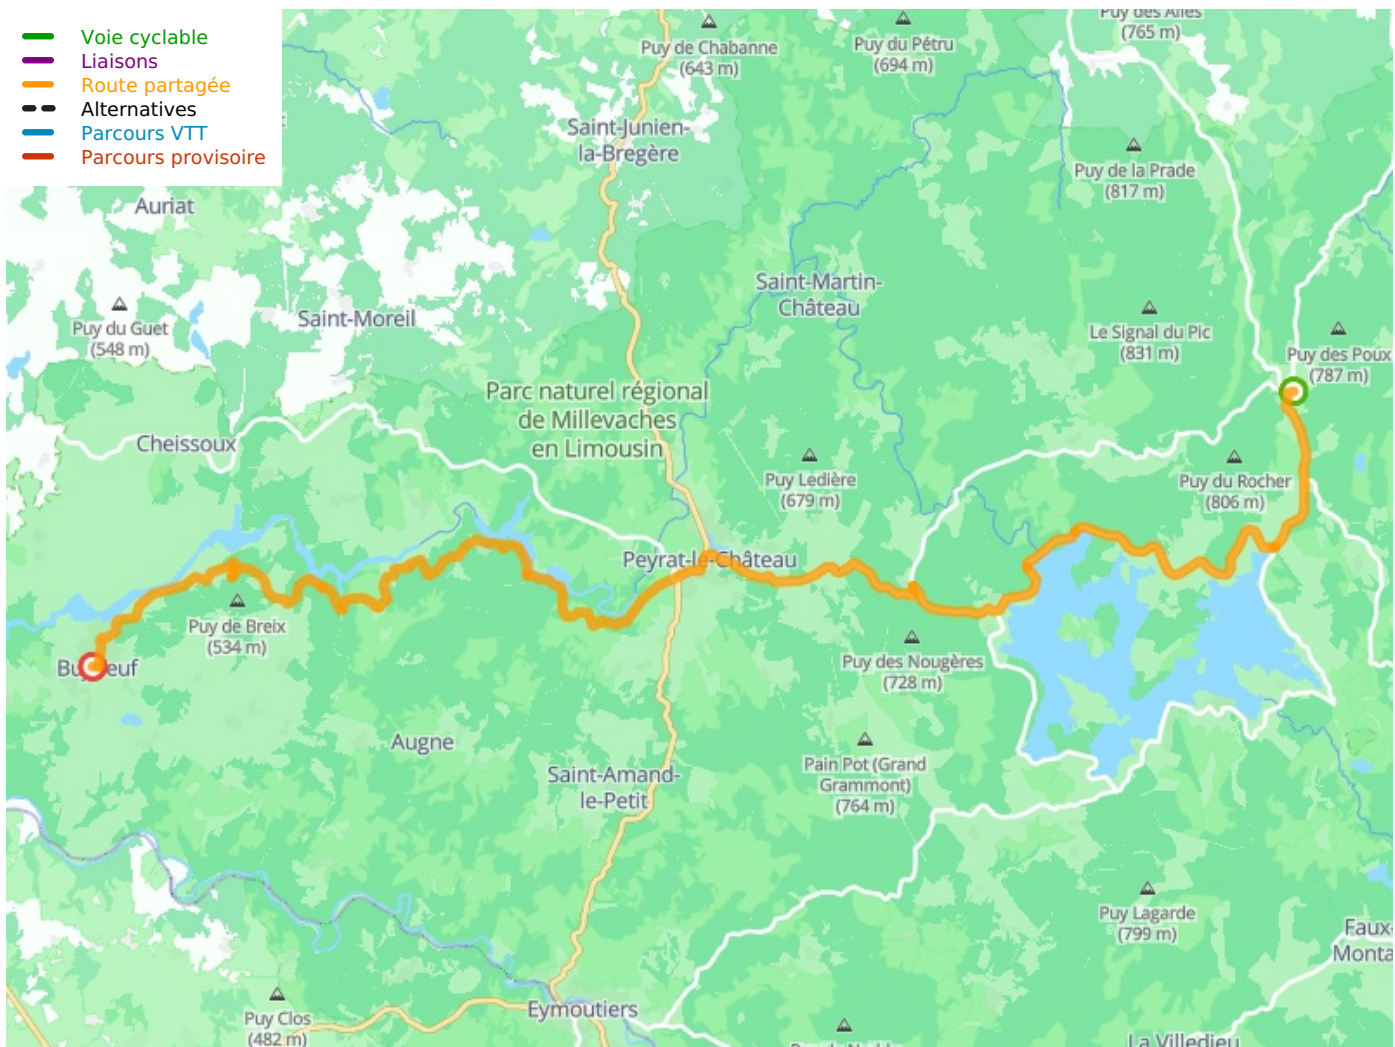 Voie cyclable
Liaisons
Route partagée
Alternatives
Parcours VTT
Parcours provisoire
Puy de Chabanne
(643 m)
Puy du Pétru
(694 m)
Puy des Ailes
(765 m)
Saint-Junien-
la-Bregère
Puy de la Prade
(817 m)
Auriat
Saint-Martin-
Château
Puy du Guet
(548 m)
Saint-Moreil
Le Signal du Pic
(831 m)
Puy des Poux
(787 m)
Parc naturel régional
de Millevaches
en Limousin
Cheissoux
Puy Ledière
(679 m)
Puy du Rocher
(806 m)
Peyrat-le-Château
Puy de Breix
(534 m)
Puy des Nougères
(728 m)
Augne
Saint-Amand-
le-Petit
Pain Pot (Grand
Grammont)
(764 m)
Puy Lagarde
(799 m)
Faux-
Monta
Eymoutiers
Puy Clos
(482 m)
La Villedieu